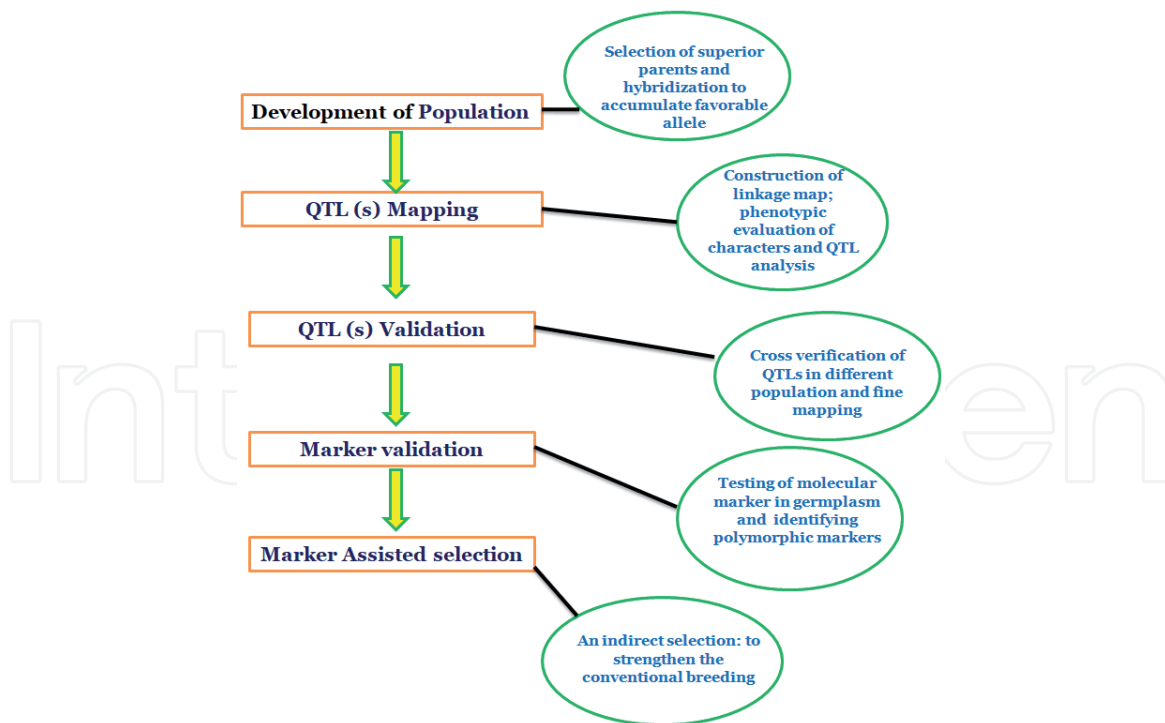 Selection of superior
parents and
hybridization to
accumulate favorable
allele
Development of Population
Construction of
linkage map;
phenotypic
evaluation of
characters and QTL
analysis
QTL (s) Mapping
QTL (s) Validation
Cross verification of
QTLs in different
population and fine
mapping
Marker validation
Testing of molecular
marker in germplasm
and identifying
polymorphic markers
Marker Assisted selection
An indirect selection: to
strengthen the
conventional breeding
Int
en